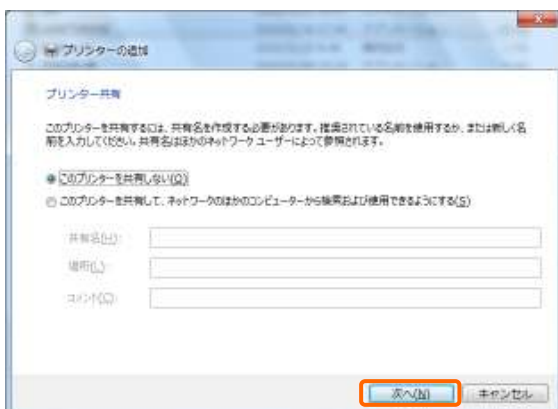 プリンターの追加
プリンター共有
このプリンターを共有するには、共有名を作成する必要があります。推奨されている名前を使用するか、または新しく名
前を入力してください。共有名はほかのネットワーク ユーザーによって参照されます。
このプリンターを共有しない(O)
このプリンターを共有して、ネットワークのほかのコンピューターから検索および使用できるようにする(S)
共有名(H):
場所(L):
コメント(C):
次へ(N) キャンセル